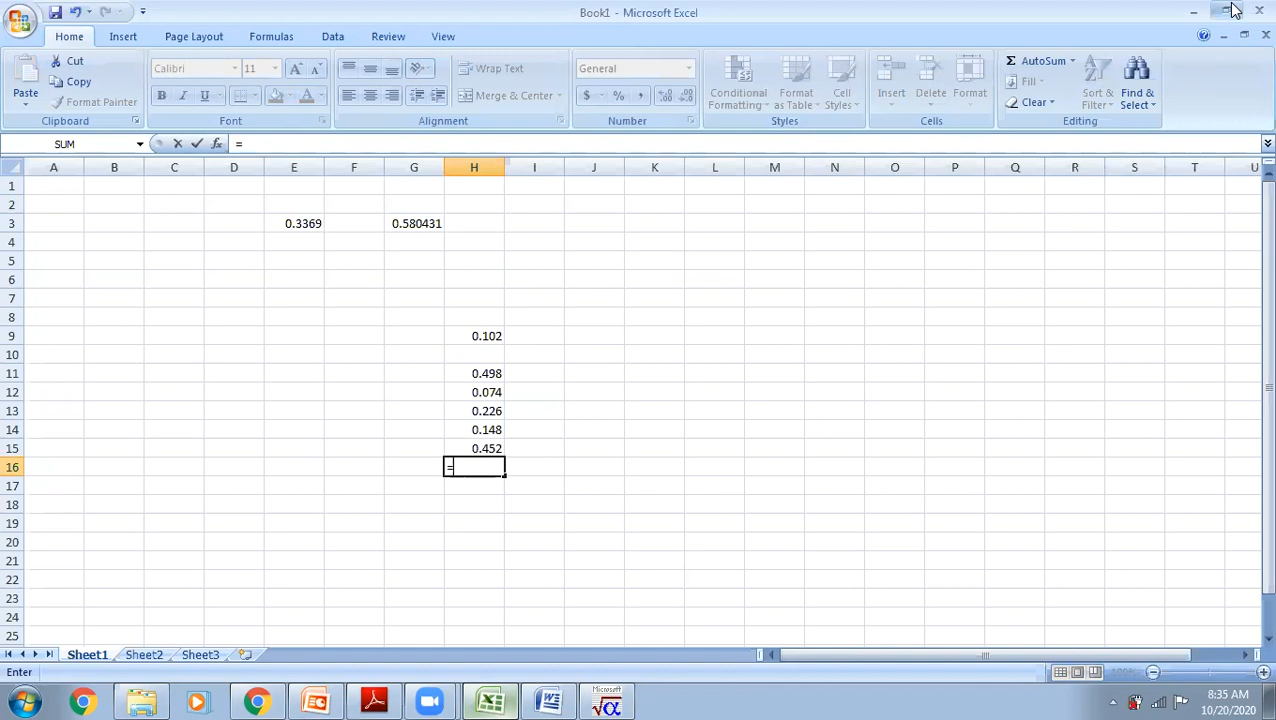 Book1 - Microsoft Excel
Home Insert Page Layout Formulas Data Review View
Paste
Cut
Copy
Format Painter
Clipboard
Calibri 11
B I U
A A
A
Font
Wrap Text
Merge & Center
Alignment
General
$ % ,
Number
Conditional Formatting
Format as Table
Cell Styles
Styles
Insert Delete Format
Cells
Σ AutoSum
Fill
Clear
Sort & Filter
Find & Select
Editing
SUM fx =
A B C D E F G H I J K L M N O P Q R S T U
1
2
3 0.3369 0.580431
4
5
6
7
8
9 0.102
10
11 0.498
12 0.074
13 0.226
14 0.148
15 0.452
16 =
17
18
19
20
21
22
23
24
25
Sheet1 Sheet2 Sheet3
Enter 100%
Microsoft
√α
8:35 AM
10/20/2020